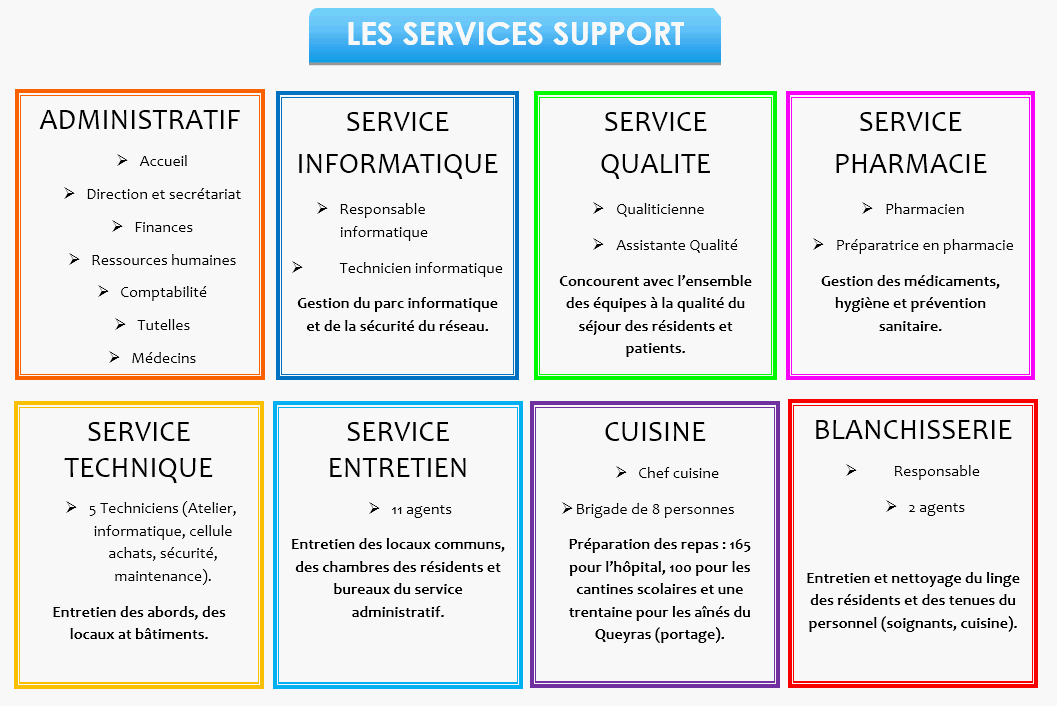 LES SERVICES SUPPORT
ADMINISTRATIF
➢ Accueil
➢ Direction et secrétariat
➢ Finances
➢ Ressources humaines
➢ Comptabilité
➢ Tutelles
➢ Médecins
SERVICE
INFORMATIQUE
➢ Responsable
informatique
➢ Technicien informatique
Gestion du parc informatique
et de la sécurité du réseau.
SERVICE
QUALITE
➢ Qualiticienne
➢ Assistante Qualité
Concourent avec l’ensemble
des équipes à la qualité du
séjour des résidents et
patients.
SERVICE
PHARMACIE
➢ Pharmacien
➢ Préparatrice en pharmacie
Gestion des médicaments,
hygiène et prévention
sanitaire.
SERVICE
TECHNIQUE
➢ 5 Techniciens (Atelier,
informatique, cellule
achats, sécurité,
maintenance).
Entretien des abords, des
locaux at bâtiments.
SERVICE
ENTRETIEN
➢ 11 agents
Entretien des locaux communs,
des chambres des résidents et
bureaux du service
administratif.
CUISINE
➢ Chef cuisine
➢ Brigade de 8 personnes
Préparation des repas : 165
pour l’hôpital, 100 pour les
cantines scolaires et une
trentaine pour les aînés du
Queyras (portage).
BLANCHISSERIE
➢ Responsable
➢ 2 agents
Entretien et nettoyage du linge
des résidents et des tenues du
personnel (soignants, cuisine).